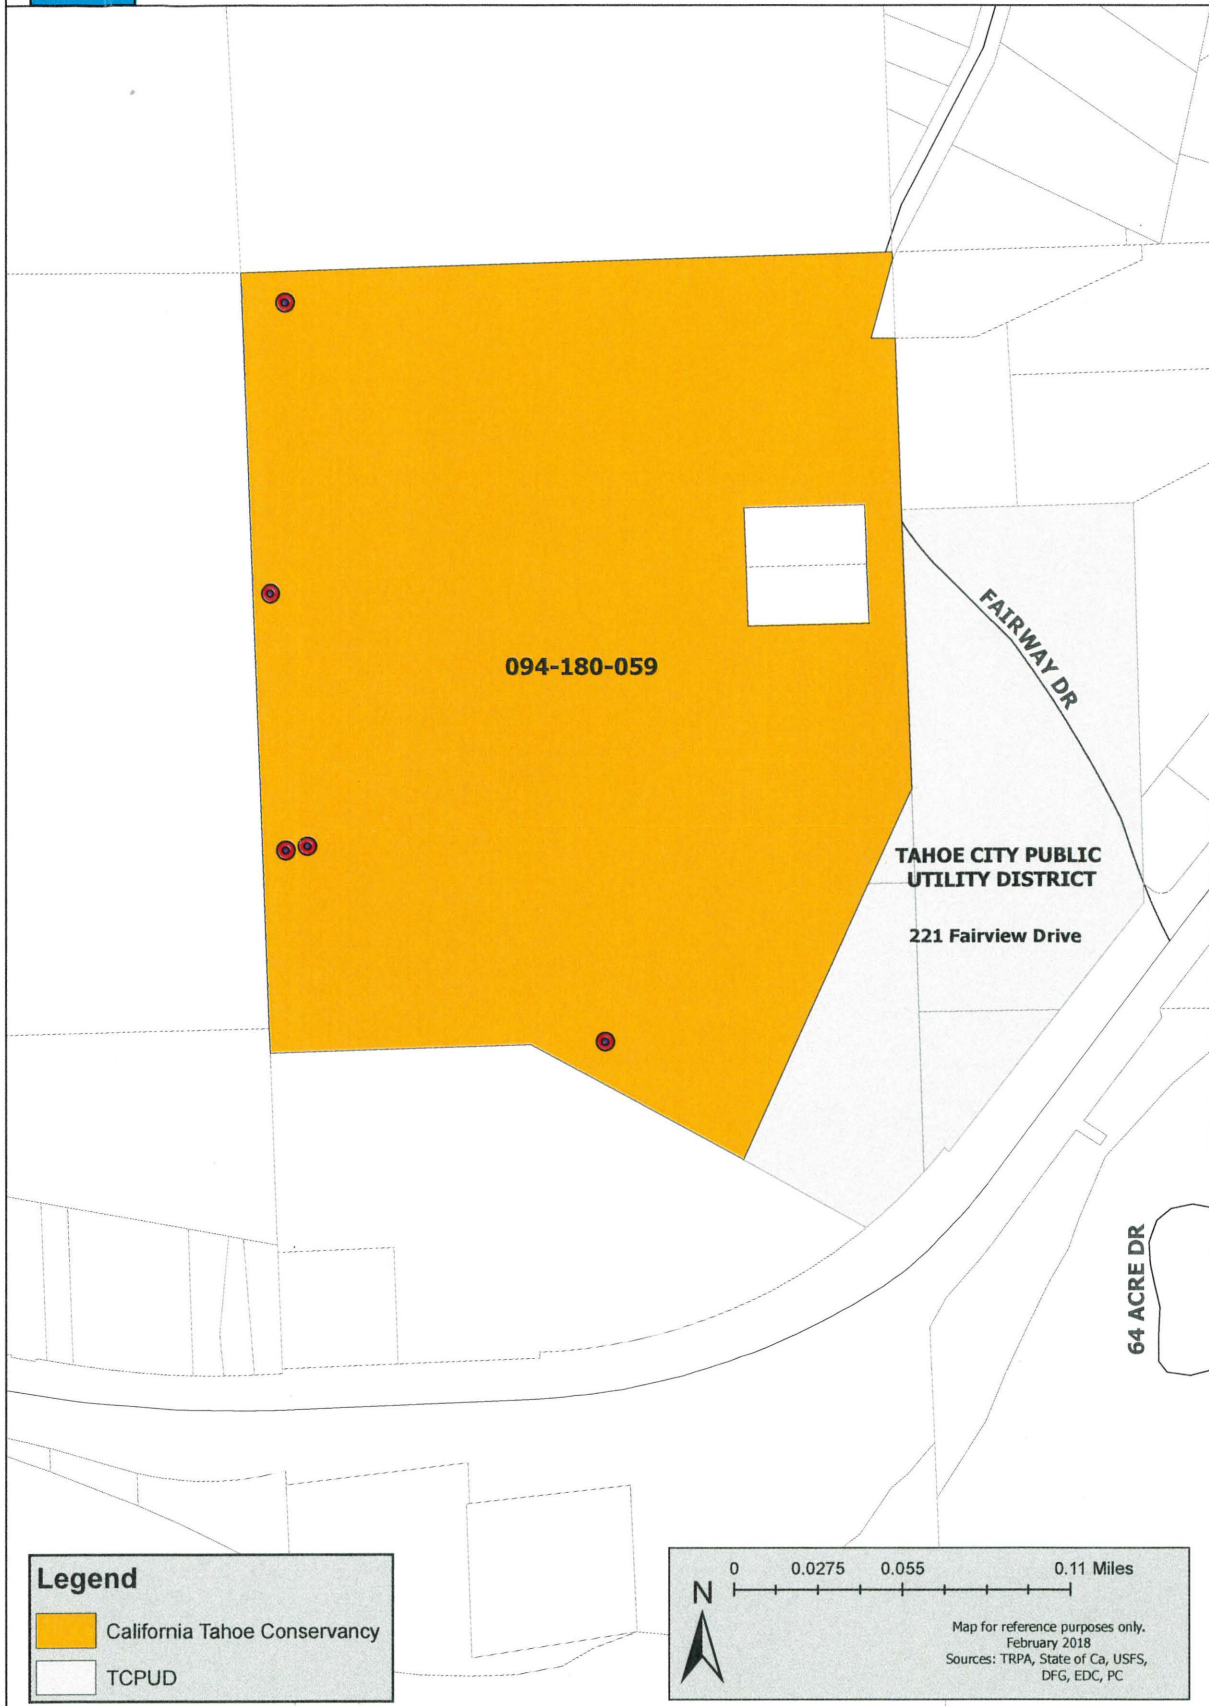 094-180-059
FAIRWAY DR
TAHOE CITY PUBLIC
UTILITY DISTRICT
221 Fairview Drive
64 ACRE DR
Legend
California Tahoe Conservancy
TCPUD
0 0.0275 0.055 0.11 Miles
N
Map for reference purposes only.
February 2018
Sources: TRPA, State of Ca, USFS,
DFG, EDC, PC